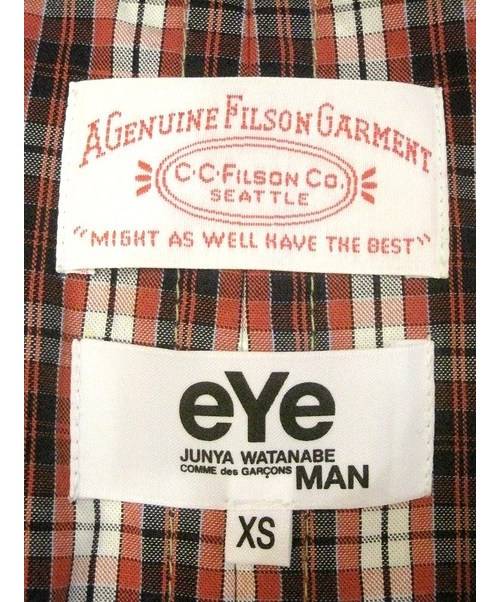 A GENUINE FILSON GARMENT
C·C·FILSON CO.
SEATTLE
"MIGHT AS WELL HAVE THE BEST"
eYe
JUNYA WATANABE
COMME des GARÇONS MAN
XS